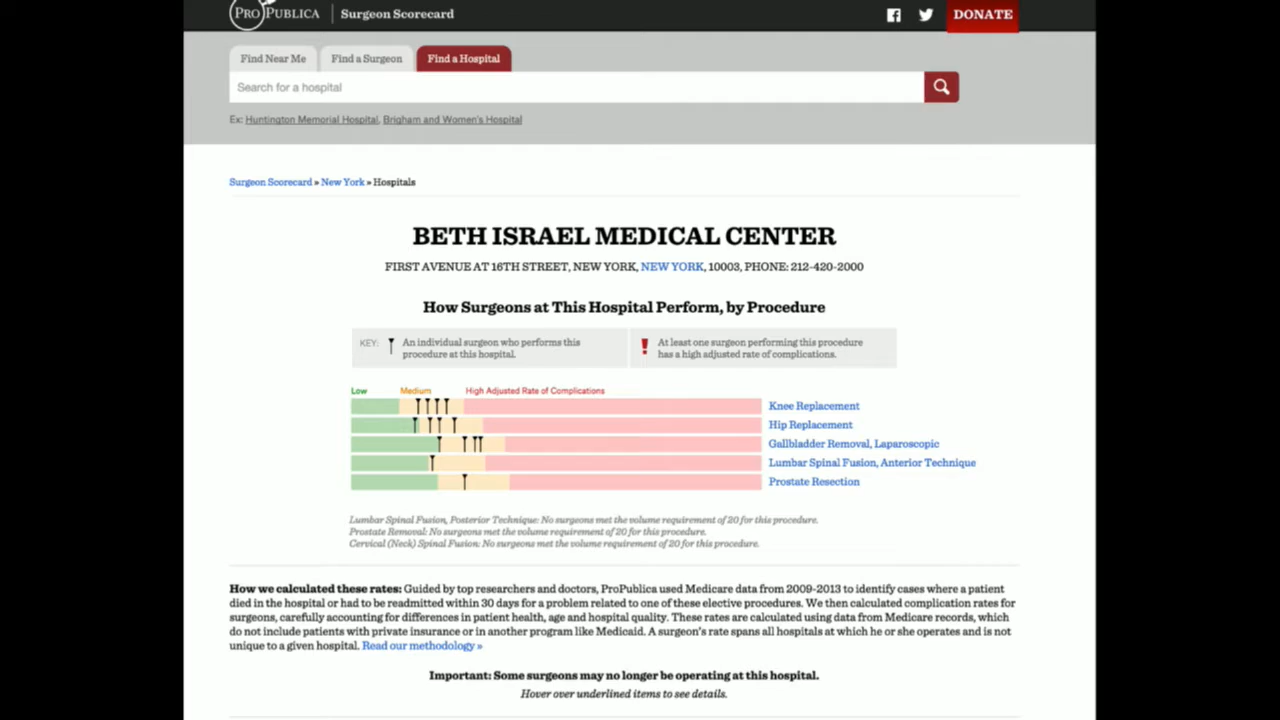 PROPUBLICA Surgeon Scorecard DONATE
Find Near Me Find a Surgeon Find a Hospital
Search for a hospital
Ex: Huntington Memorial Hospital, Brigham and Women's Hospital
Surgeon Scorecard » New York » Hospitals
BETH ISRAEL MEDICAL CENTER
FIRST AVENUE AT 16TH STREET, NEW YORK, NEW YORK, 10003, PHONE: 212-420-2000
How Surgeons at This Hospital Perform, by Procedure
KEY: An individual surgeon who performs this
procedure at this hospital.
At least one surgeon performing this procedure
has a high adjusted rate of complications.
Low Medium High Adjusted Rate of Complications
Knee Replacement
Hip Replacement
Gallbladder Removal, Laparoscopic
Lumbar Spinal Fusion, Anterior Technique
Prostate Resection
Lumbar Spinal Fusion, Posterior Technique: No surgeons met the volume requirement of 20 for this procedure.
Prostate Removal: No surgeons met the volume requirement of 20 for this procedure.
Cervical (Neck) Spinal Fusion: No surgeons met the volume requirement of 20 for this procedure.
How we calculated these rates: Guided by top researchers and doctors, ProPublica used Medicare data from 2009-2013 to identify cases where a patient
died in the hospital or had to be readmitted within 30 days for a problem related to one of these elective procedures. We then calculated complication rates for
surgeons, carefully accounting for differences in patient health, age and hospital quality. These rates are calculated using data from Medicare records, which
do not include patients with private insurance or in another program like Medicaid. A surgeon's rate spans all hospitals at which he or she operates and is not
unique to a given hospital. Read our methodology »
Important: Some surgeons may no longer be operating at this hospital.
Hover over underlined items to see details.